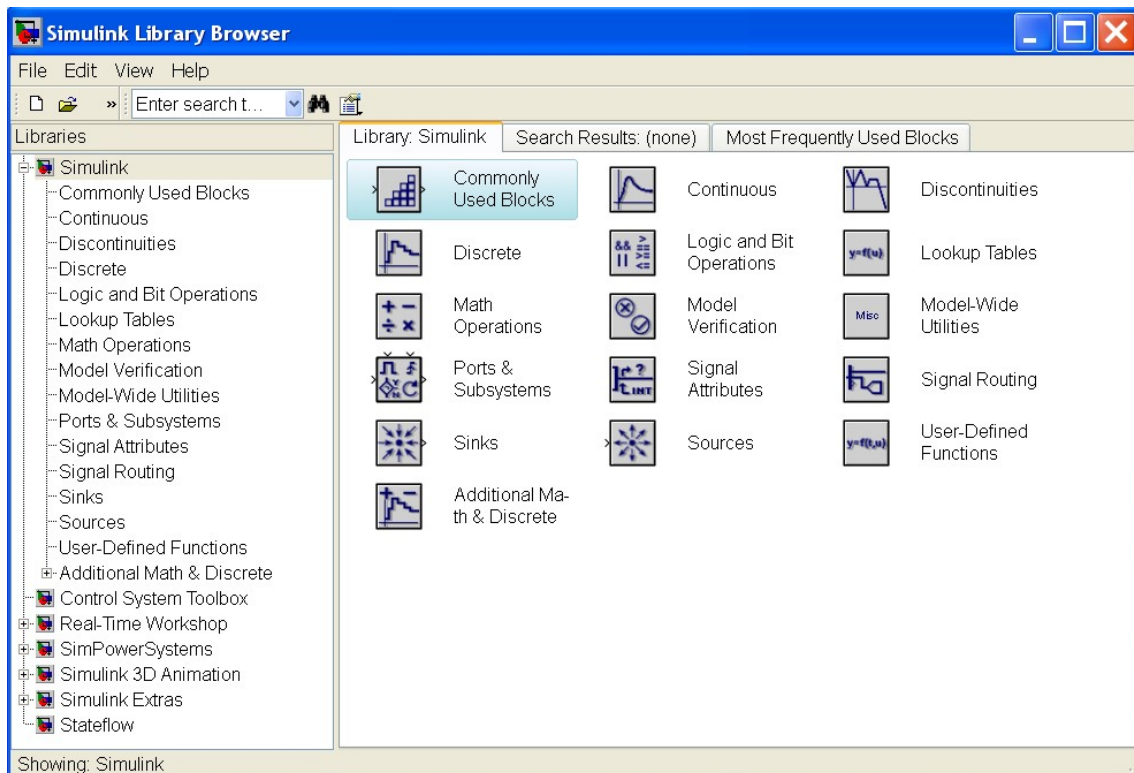 Simulink Library Browser
File Edit View Help
» Enter search t...
Libraries
Library: Simulink Search Results: (none) Most Frequently Used Blocks
Simulink
Commonly Used Blocks
Continuous
Discontinuities
Discrete
Logic and Bit Operations
Lookup Tables
Math Operations
Model Verification
Model-Wide Utilities
Ports & Subsystems
Signal Attributes
Signal Routing
Sinks
Sources
User-Defined Functions
Additional Math & Discrete
Control System Toolbox
Real-Time Workshop
SimPowerSystems
Simulink 3D Animation
Simulink Extras
Stateflow
Commonly
Used Blocks
Continuous
Discontinuities
Discrete
&& > ==
|| >= <=
Logic and Bit
Operations
y=f(u)
Lookup Tables
+ −
÷ ×
Math
Operations
Model
Verification
Misc
Model-Wide
Utilities
Ports &
Subsystems
?
INT
Signal
Attributes
Signal Routing
Sinks
Sources
y=f(t,u)
User-Defined
Functions
Additional Ma-
th & Discrete
Showing: Simulink